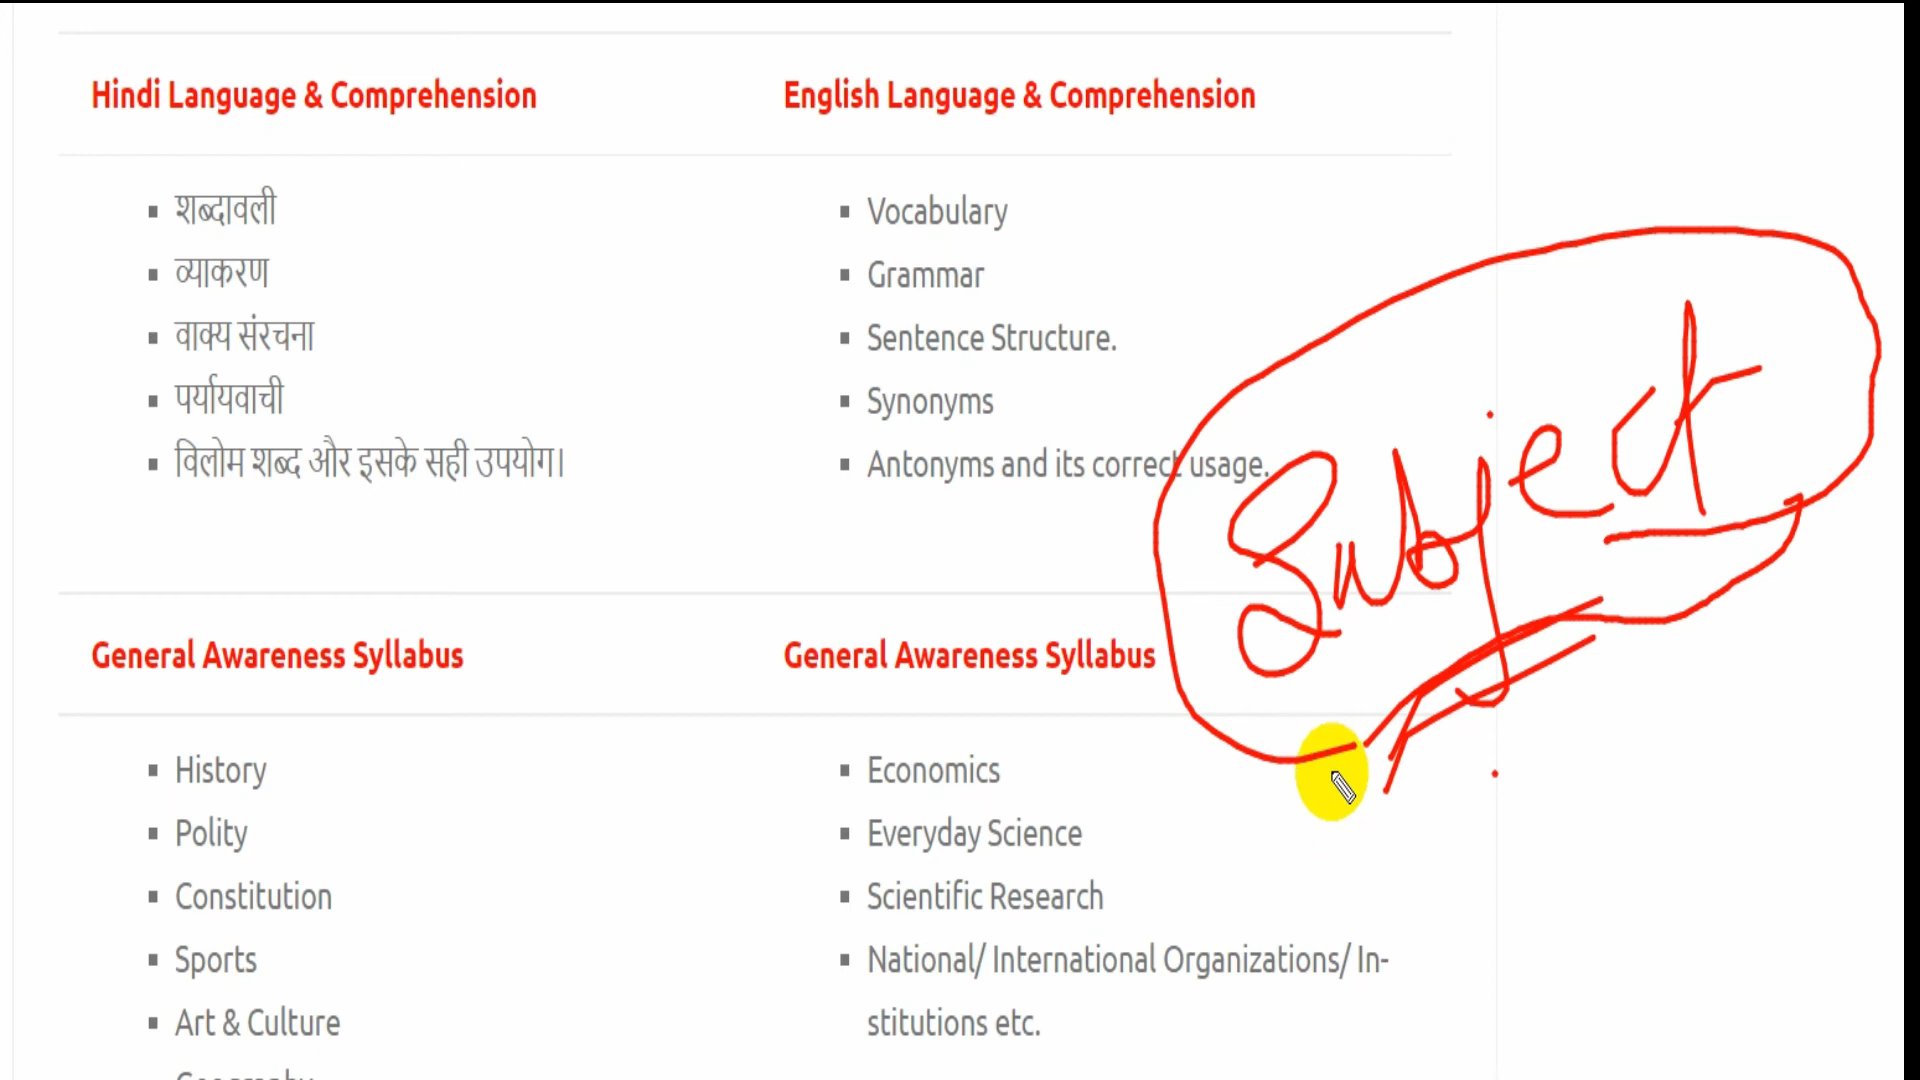 Hindi Language & Comprehension
English Language & Comprehension
शब्दावली
व्याकरण
वाक्य संरचना
पर्यायवाची
विलोम शब्द और इसके सही उपयोग।
Vocabulary
Grammar
Sentence Structure.
Synonyms
Antonyms and its correct usage.
Subject
General Awareness Syllabus
General Awareness Syllabus
History
Polity
Constitution
Sports
Art & Culture
Geography
Economics
Everyday Science
Scientific Research
National/ International Organizations/ In-
stitutions etc.